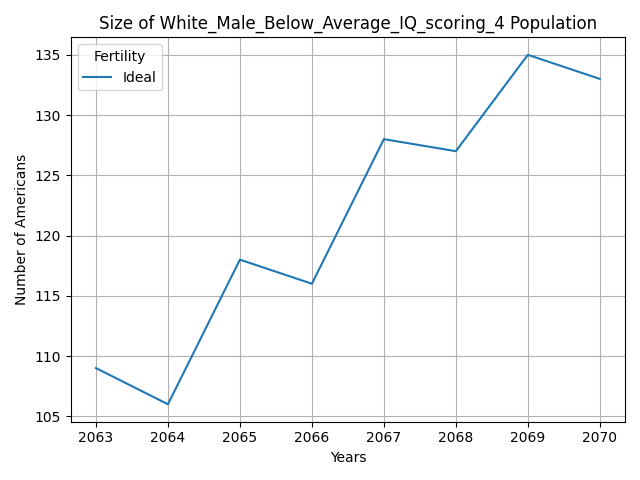 Size of White_Male_Below_Average_IQ_scoring_4 Population
Fertility
Ideal
Number of Americans
135
130
125
120
115
110
105
2063 2064 2065 2066 2067 2068 2069 2070
Years